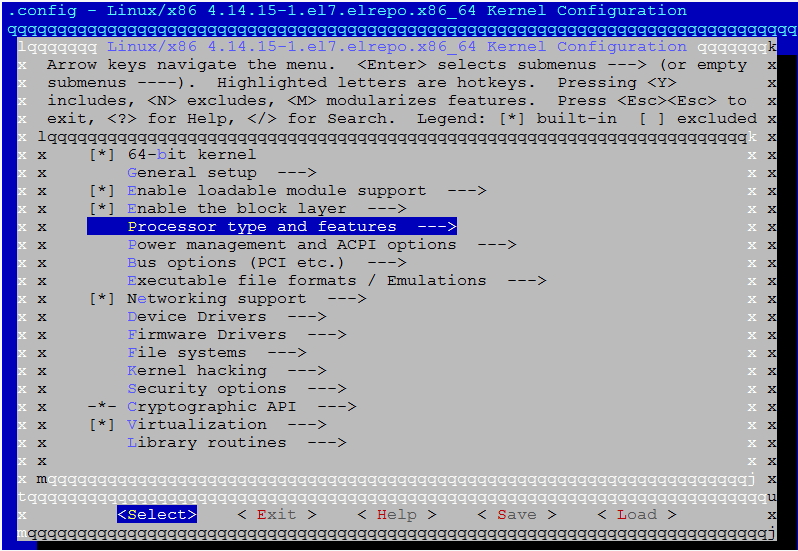 .config - Linux/x86 4.14.15-1.el7.elrepo.x86_64 Kernel Configuration
qqqqqqqqqqqqqqqqqqqqqqqqqqqqqqqqqqqqqqqqqqqqqqqqqqqqqqqqqqqqqqqqqqqqqqqqqqqqqqq
lqqqqqqq Linux/x86 4.14.15-1.el7.elrepo.x86_64 Kernel Configuration qqqqqqqk
x  Arrow keys navigate the menu.  <Enter> selects submenus ---> (or empty  x
x  submenus ----).  Highlighted letters are hotkeys.  Pressing <Y>         x
x  includes, <N> excludes, <M> modularizes features.  Press <Esc><Esc> to  x
x  exit, <?> for Help, </> for Search.  Legend: [*] built-in  [ ] excluded x
x lqqqqqqqqqqqqqqqqqqqqqqqqqqqqqqqqqqqqqqqqqqqqqqqqqqqqqqqqqqqqqqqqqqqqqqk x
x x    [*] 64-bit kernel x x
x x        General setup  ---> x x
x x    [*] Enable loadable module support  ---> x x
x x    [*] Enable the block layer  ---> x x
x x        Processor type and features  ---> x x
x x        Power management and ACPI options  ---> x x
x x        Bus options (PCI etc.)  ---> x x
x x        Executable file formats / Emulations  ---> x x
x x    [*] Networking support  ---> x x
x x        Device Drivers  ---> x x
x x        Firmware Drivers  ---> x x
x x        File systems  ---> x x
x x        Kernel hacking  ---> x x
x x        Security options  ---> x x
x x    -*- Cryptographic API  ---> x x
x x    [*] Virtualization  ---> x x
x x        Library routines  ---> x x
x x x x
x mqqqqqqqqqqqqqqqqqqqqqqqqqqqqqqqqqqqqqqqqqqqqqqqqqqqqqqqqqqqqqqqqqqqqqqj x
tqqqqqqqqqqqqqqqqqqqqqqqqqqqqqqqqqqqqqqqqqqqqqqqqqqqqqqqqqqqqqqqqqqqqqqqqqqu
x         <Select>    < Exit >    < Help >    < Save >    < Load >         x
mqqqqqqqqqqqqqqqqqqqqqqqqqqqqqqqqqqqqqqqqqqqqqqqqqqqqqqqqqqqqqqqqqqqqqqqqqqj